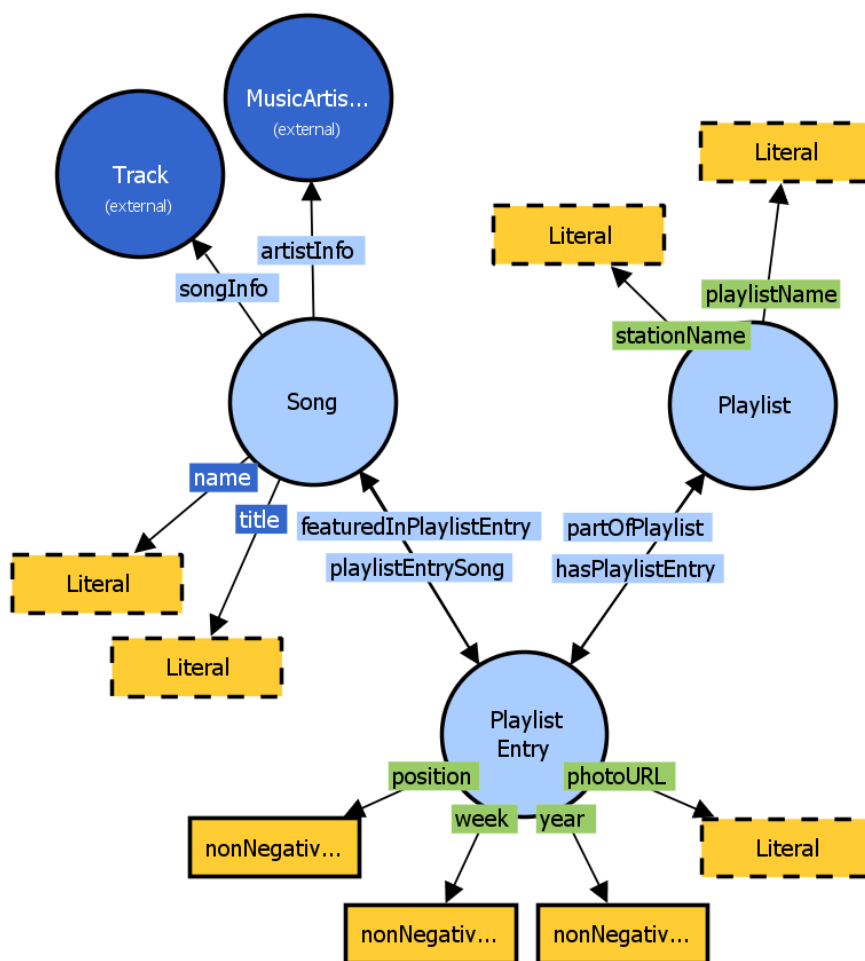 MusicArtis...
(external)
Track
(external)
Literal
Literal
artistInfo
songInfo
playlistName
stationName
Song
Playlist
name
title
featuredInPlaylistEntry
partOfPlaylist
playlistEntrySong
hasPlaylistEntry
Literal
Literal
Playlist
Entry
position
photoURL
week
year
nonNegativ...
Literal
nonNegativ...
nonNegativ...